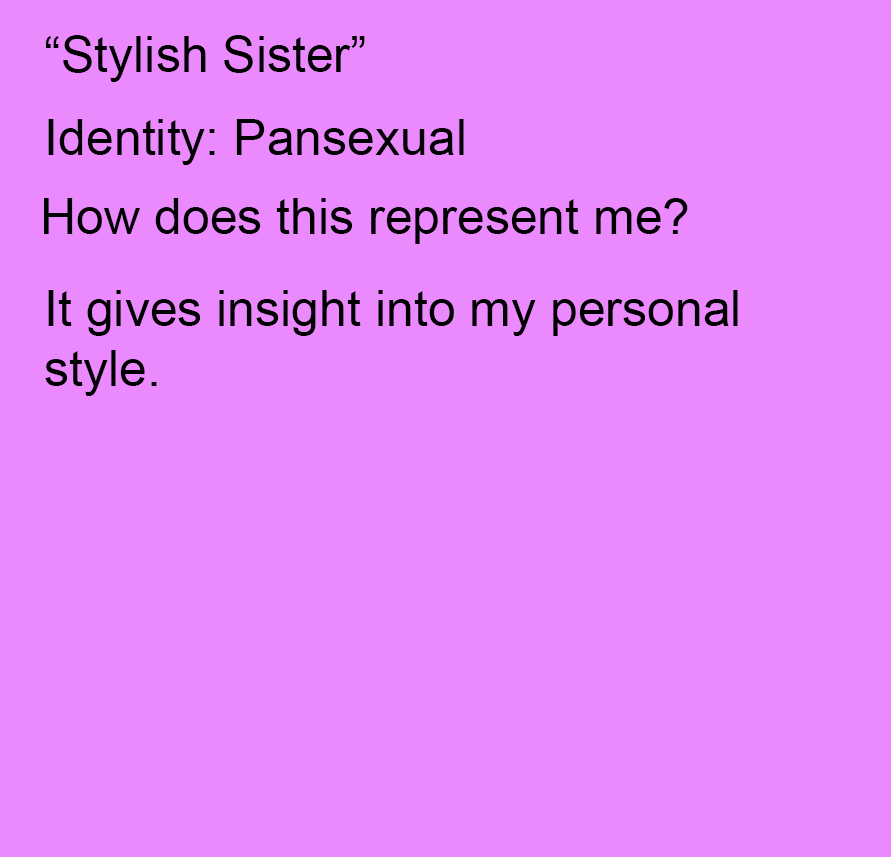 “Stylish Sister”
Identity: Pansexual
How does this represent me?
It gives insight into my personal
style.